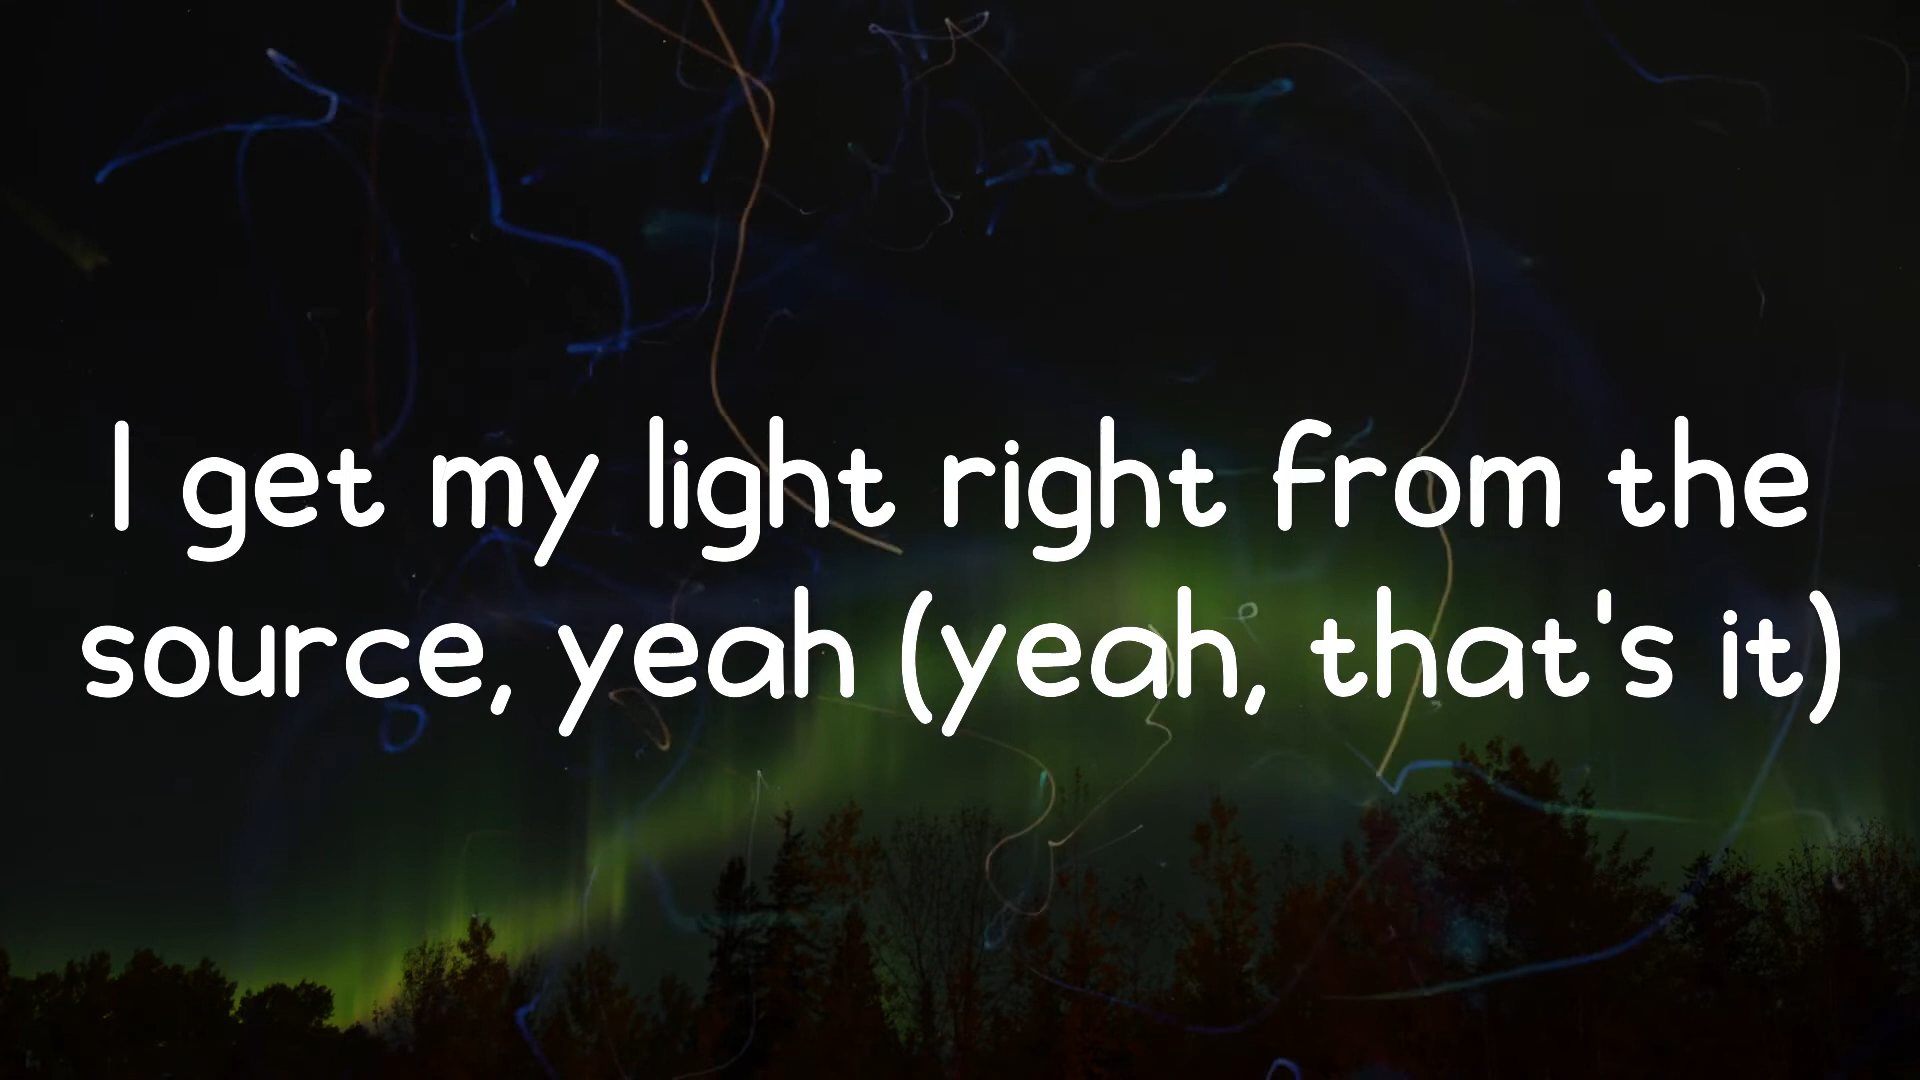 I get my light right from the
source, yeah (yeah, that's it)